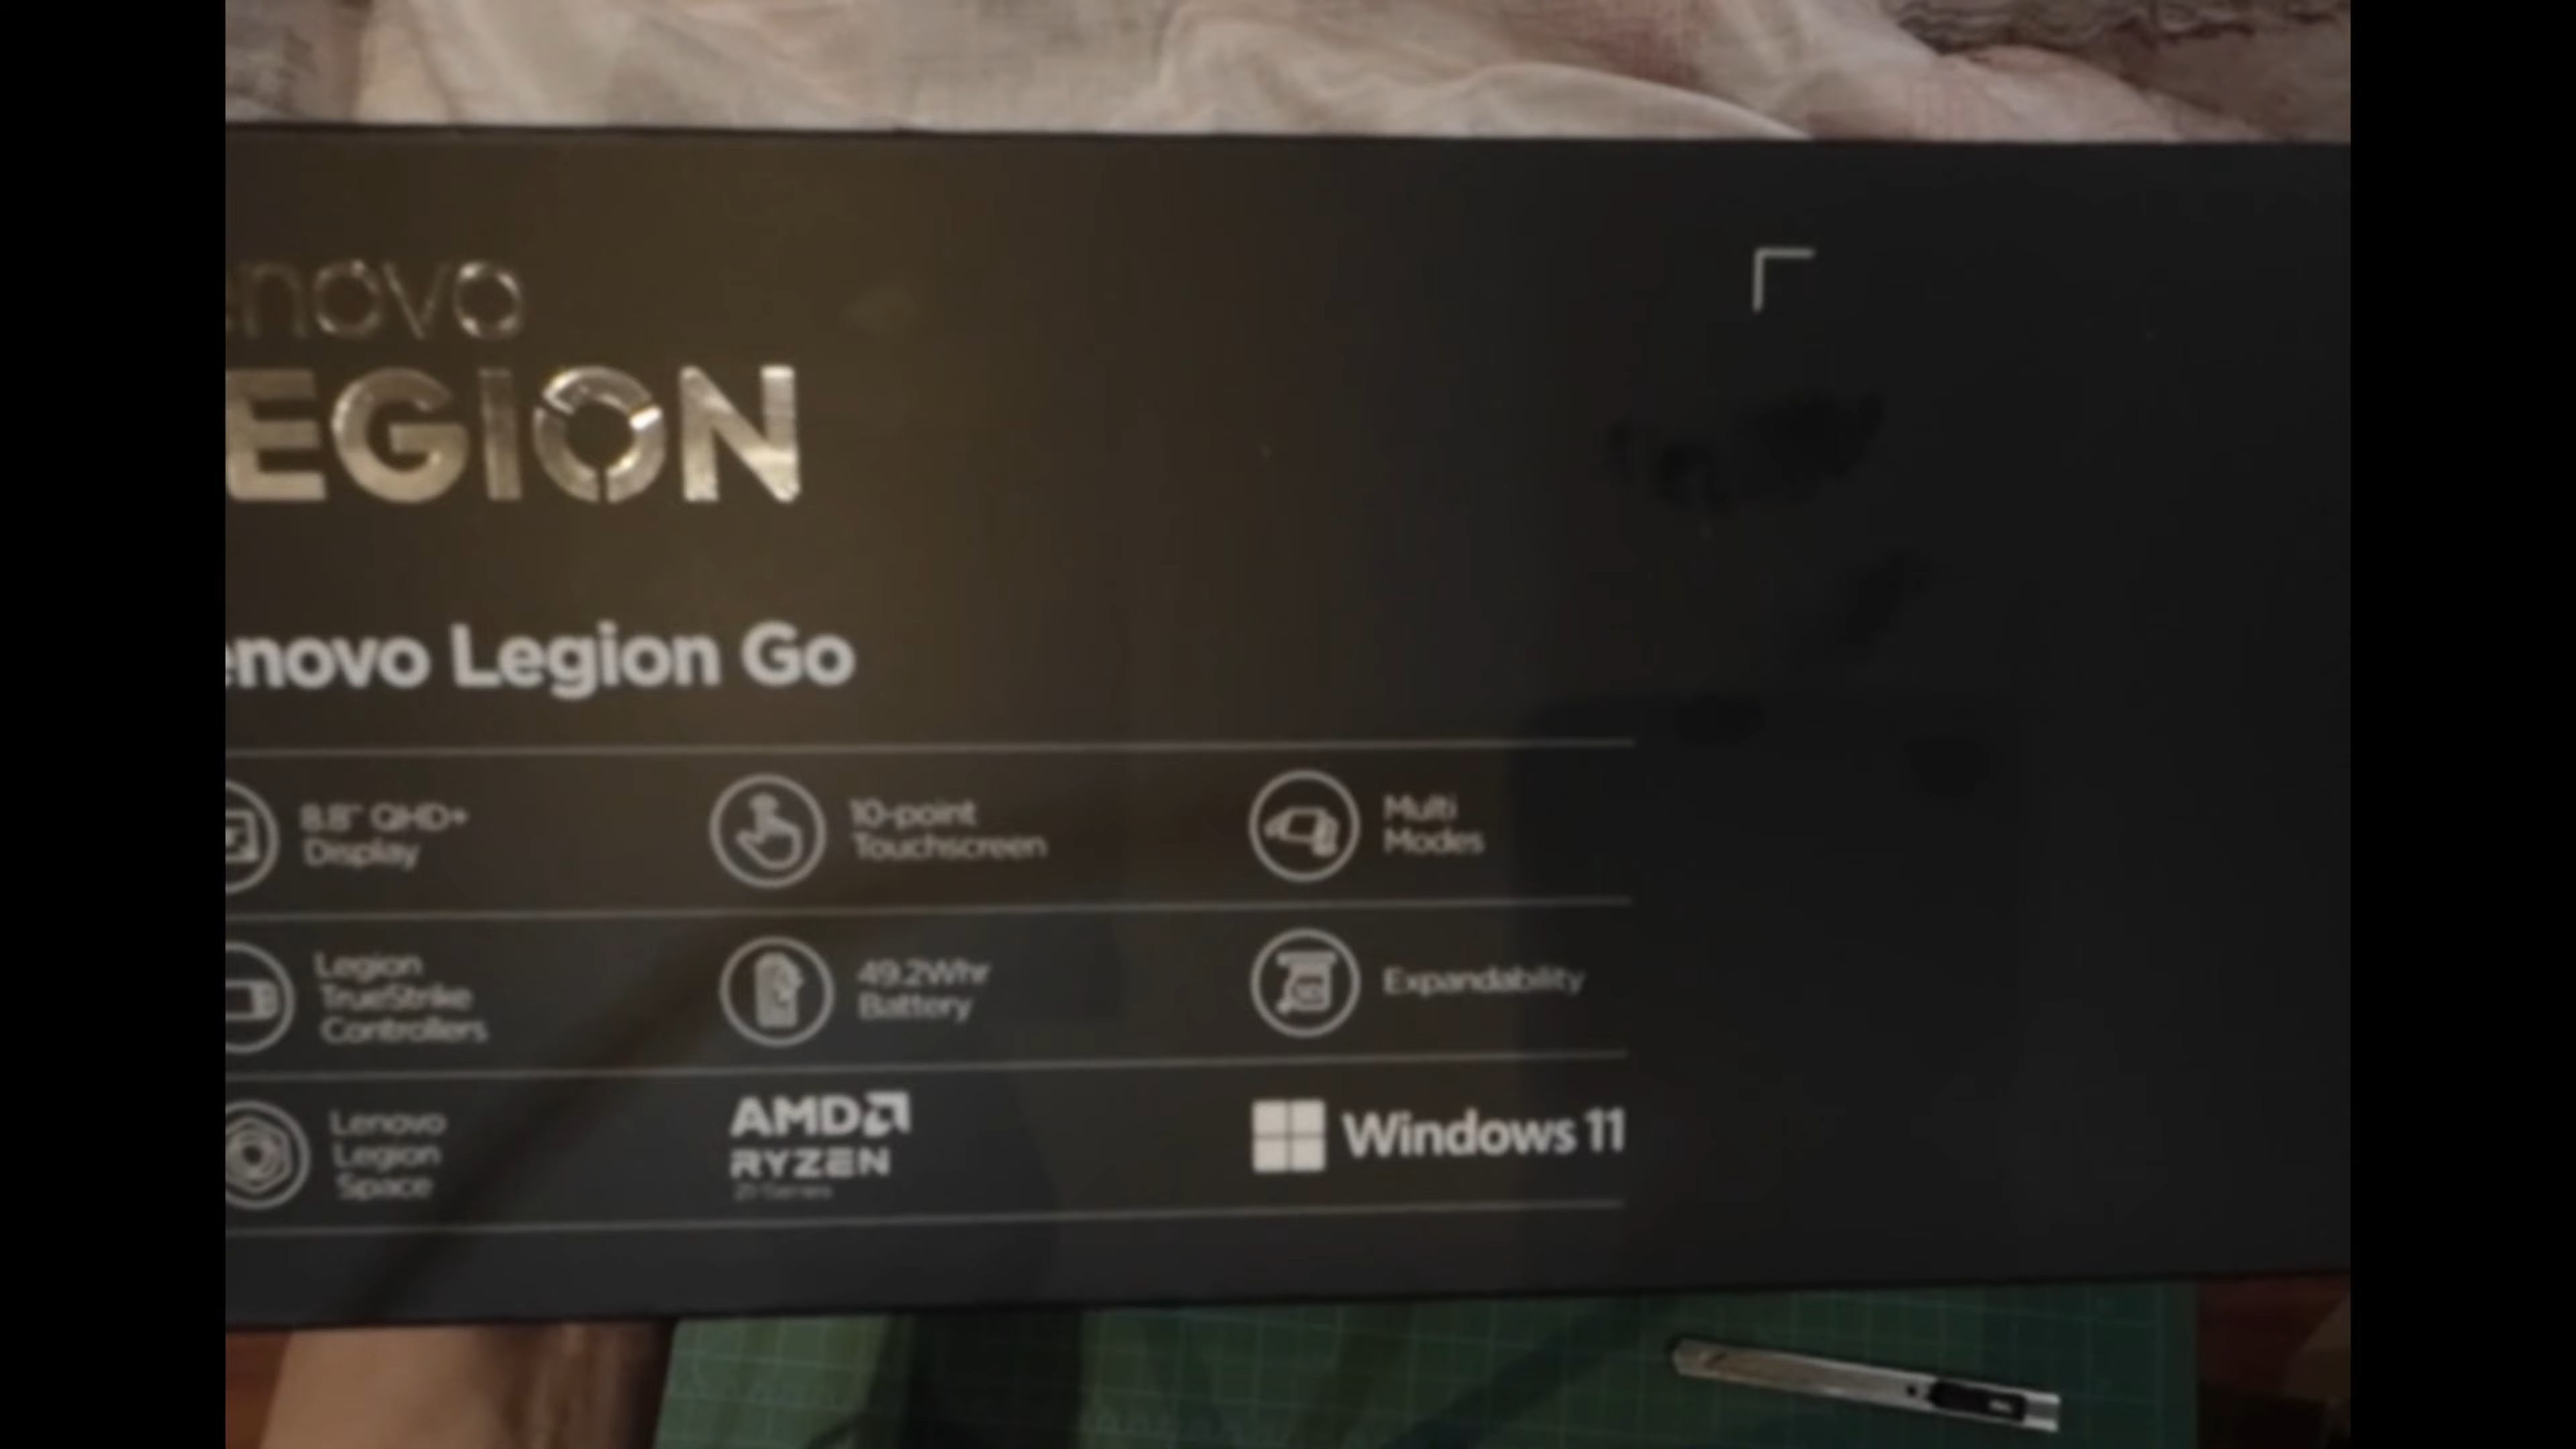 enovo
EGION
enovo Legion Go
8.8" QHD+
Display
10-point
Touchscreen
Multi
Modes
Legion
TrueStrike
Controllers
49.2Whr
Battery
Expandability
Lenovo
Legion
Space
AMD
RYZEN
Windows 11